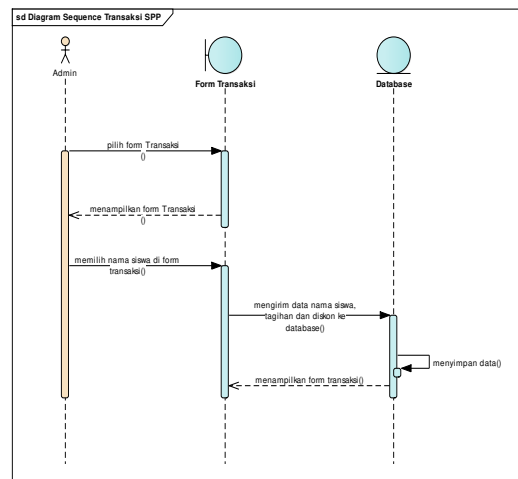 sd Diagram Sequence Transaksi SPP
Admin
Form Transaksi
Database
pilih form Transaksi
()
menampilkan form Transaksi
()
memilih nama siswa di form
transaksi()
mengirim data nama siswa,
tagihan dan diskon ke
database()
menyimpan data()
menampilkan form transaksi()